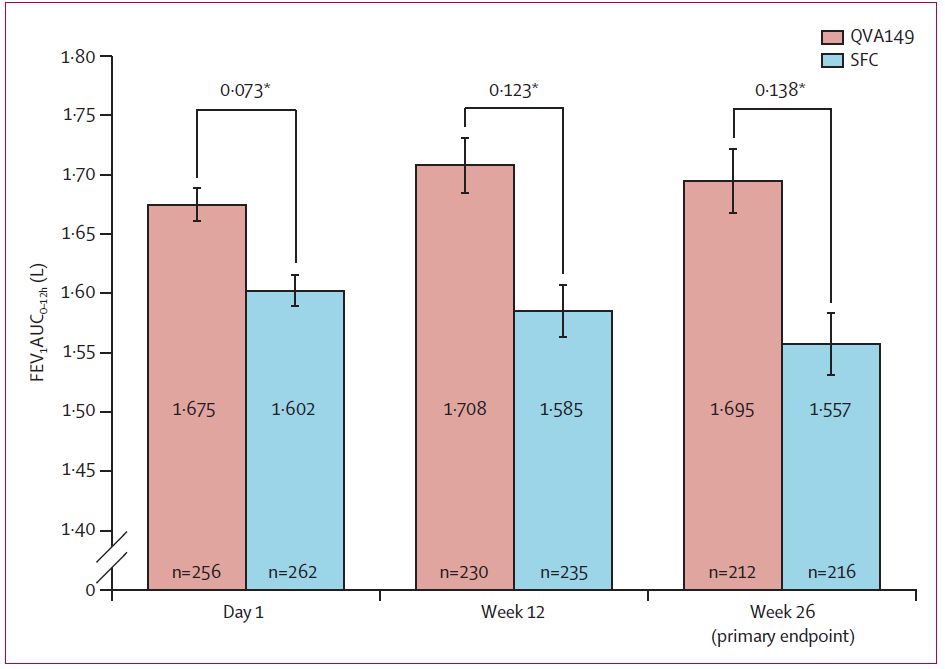 QVA149
SFC
1·80
1·75
1·70
1·65
1·60
1·55
1·50
1·45
1·40
0
FEV₁AUC₀₋₁₂ₕ (L)
0·073*
0·123*
0·138*
1·675
1·602
1·708
1·585
1·695
1·557
n=256
n=262
n=230
n=235
n=212
n=216
Day 1
Week 12
Week 26
(primary endpoint)